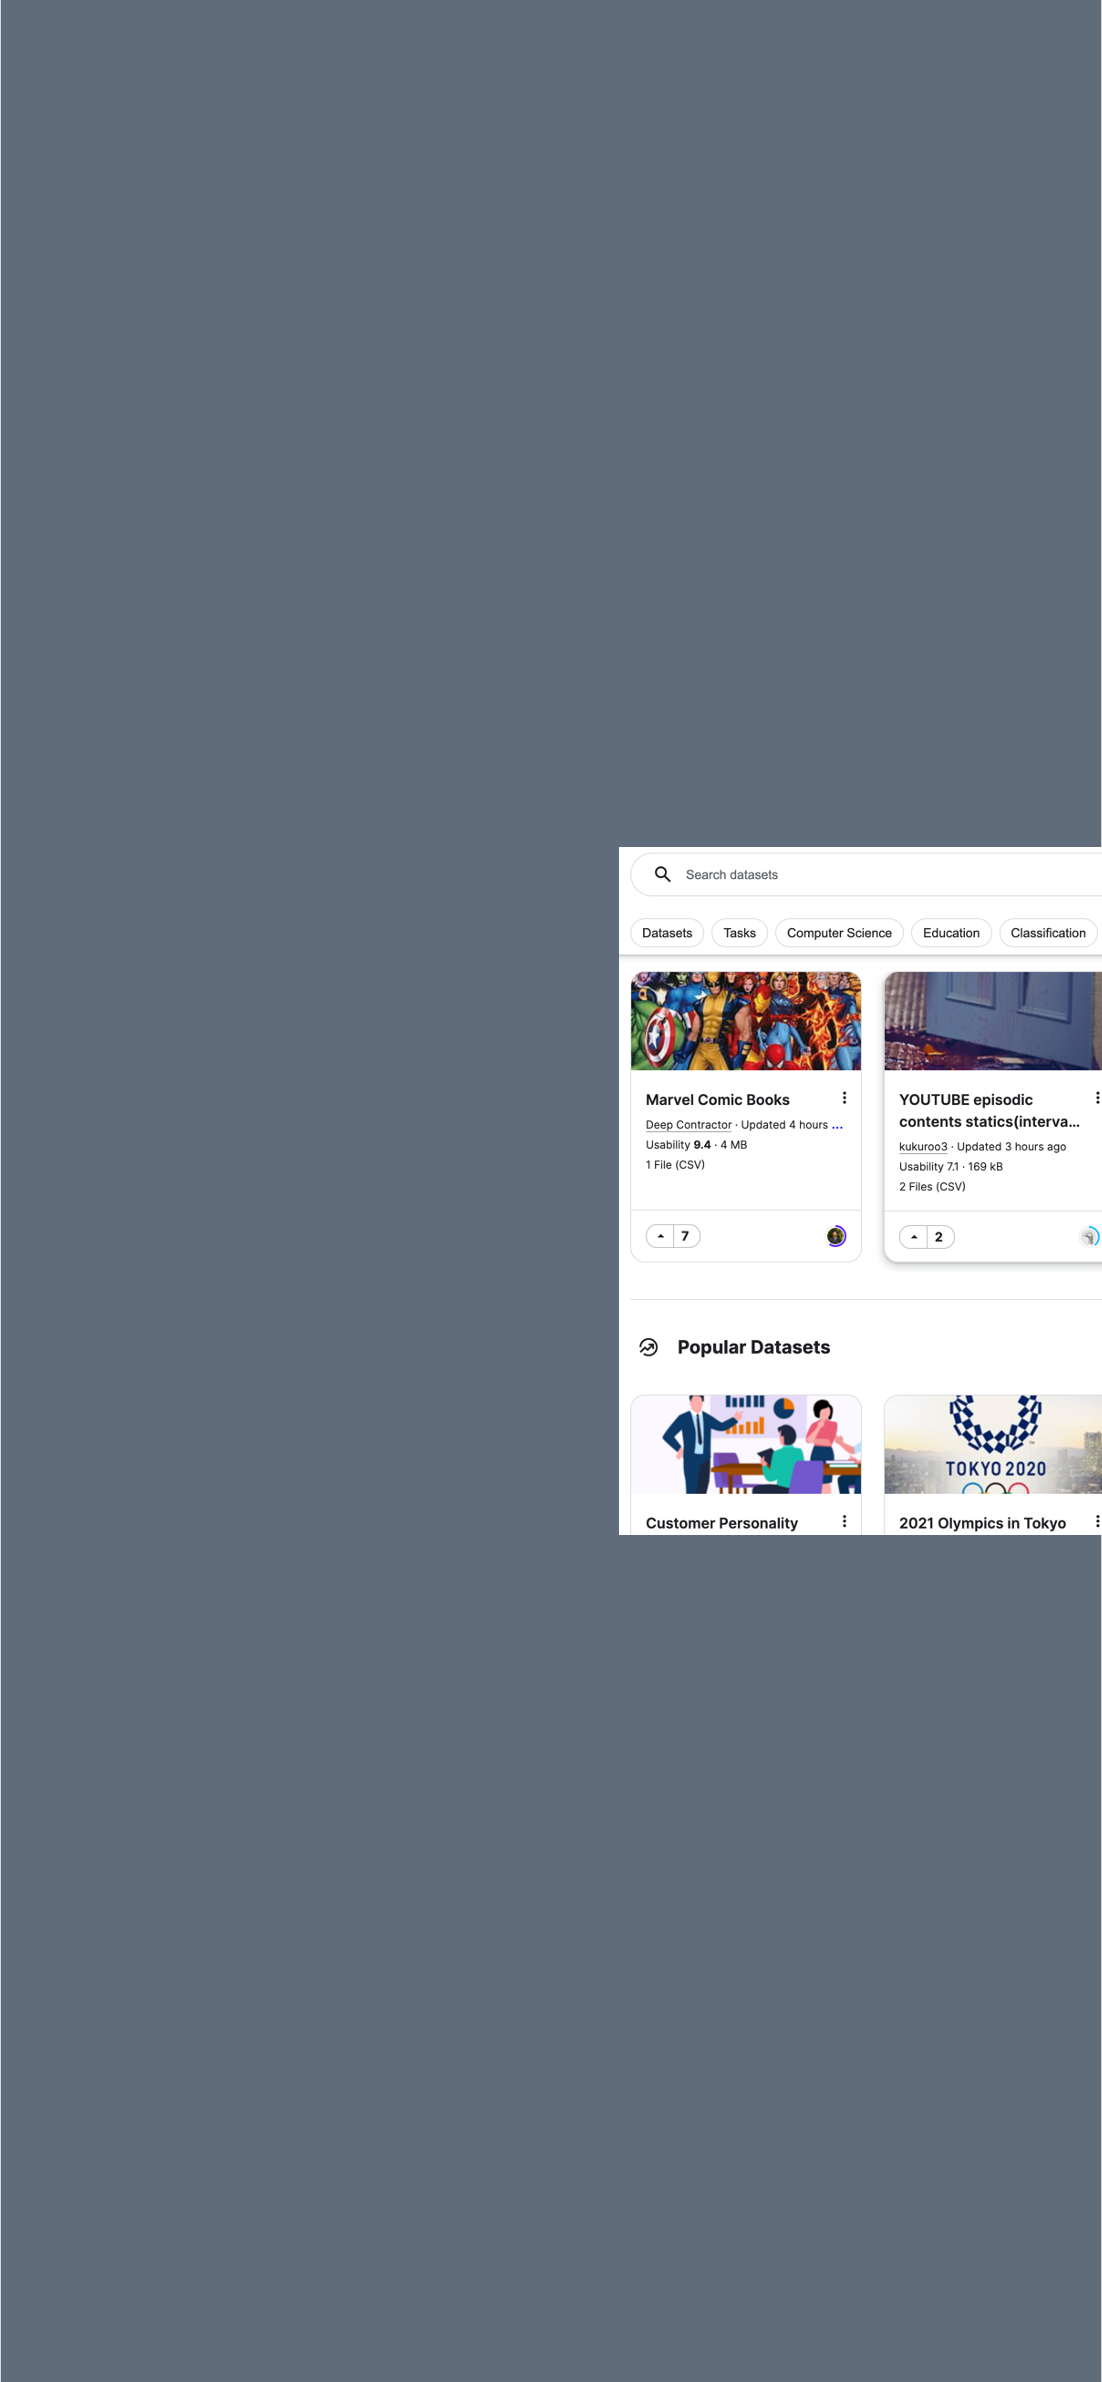 Search datasets
Datasets
Tasks
Computer Science
Education
Classification
Marvel Comic Books
Deep Contractor · Updated 4 hours ...
Usability 9.4 · 4 MB
1 File (CSV)
7
YOUTUBE episodic
contents statics(interva...
kukuroo3 · Updated 3 hours ago
Usability 7.1 · 169 kB
2 Files (CSV)
2
Popular Datasets
TOKYO 2020
Customer Personality
2021 Olympics in Tokyo